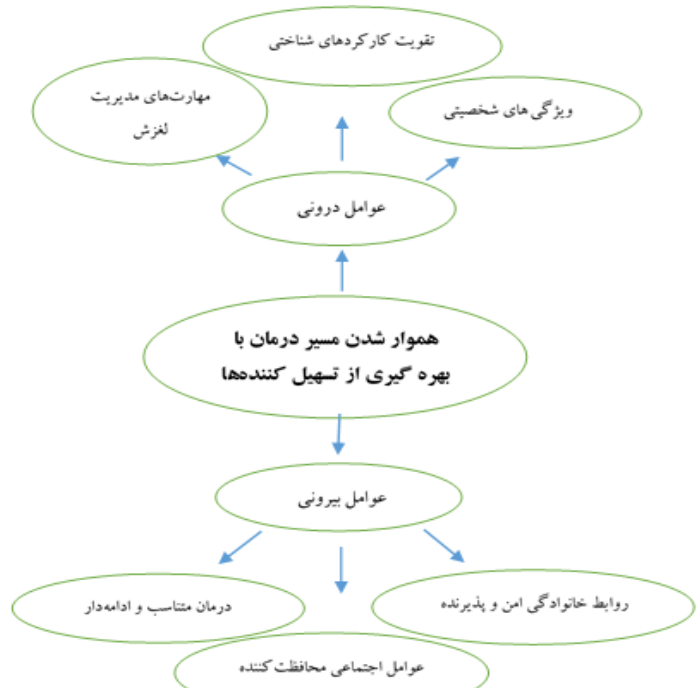 تقویت کارکردهای شناختی
مهارت‌های مدیریت
لغزش
ویژگی های شخصیتی
عوامل درونی
هموار شدن مسیر درمان با
بهره گیری از تسهیل کننده‌ها
عوامل بیرونی
روابط خانوادگی امن و پذیرنده
درمان متناسب و ادامه‌دار
عوامل اجتماعی محافظت کننده